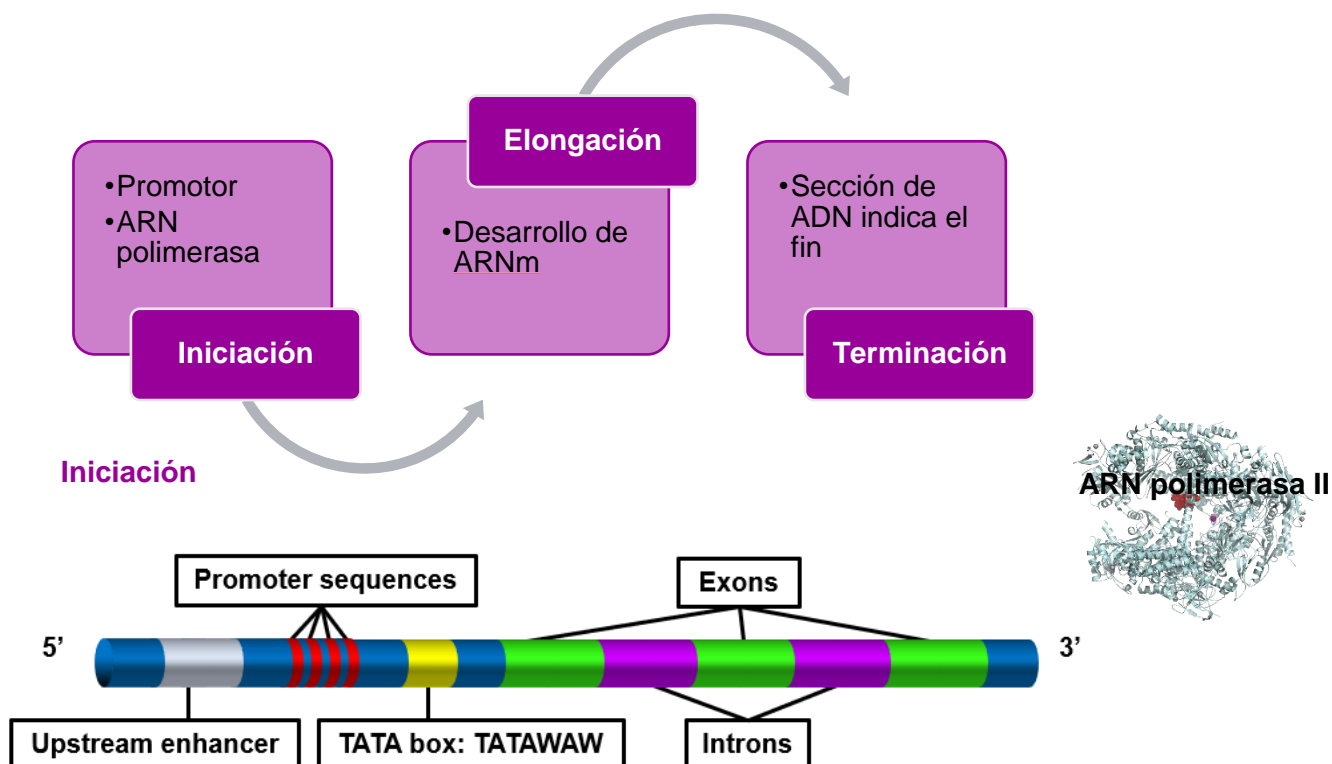 •Promotor
•ARN
polimerasa
Iniciación
Elongación
•Desarrollo de
ARNm
•Sección de
ADN indica el
fin
Terminación
Iniciación
ARN polimerasa II
Promoter sequences
Exons
5’
3’
Upstream enhancer
TATA box: TATAWAW
Introns